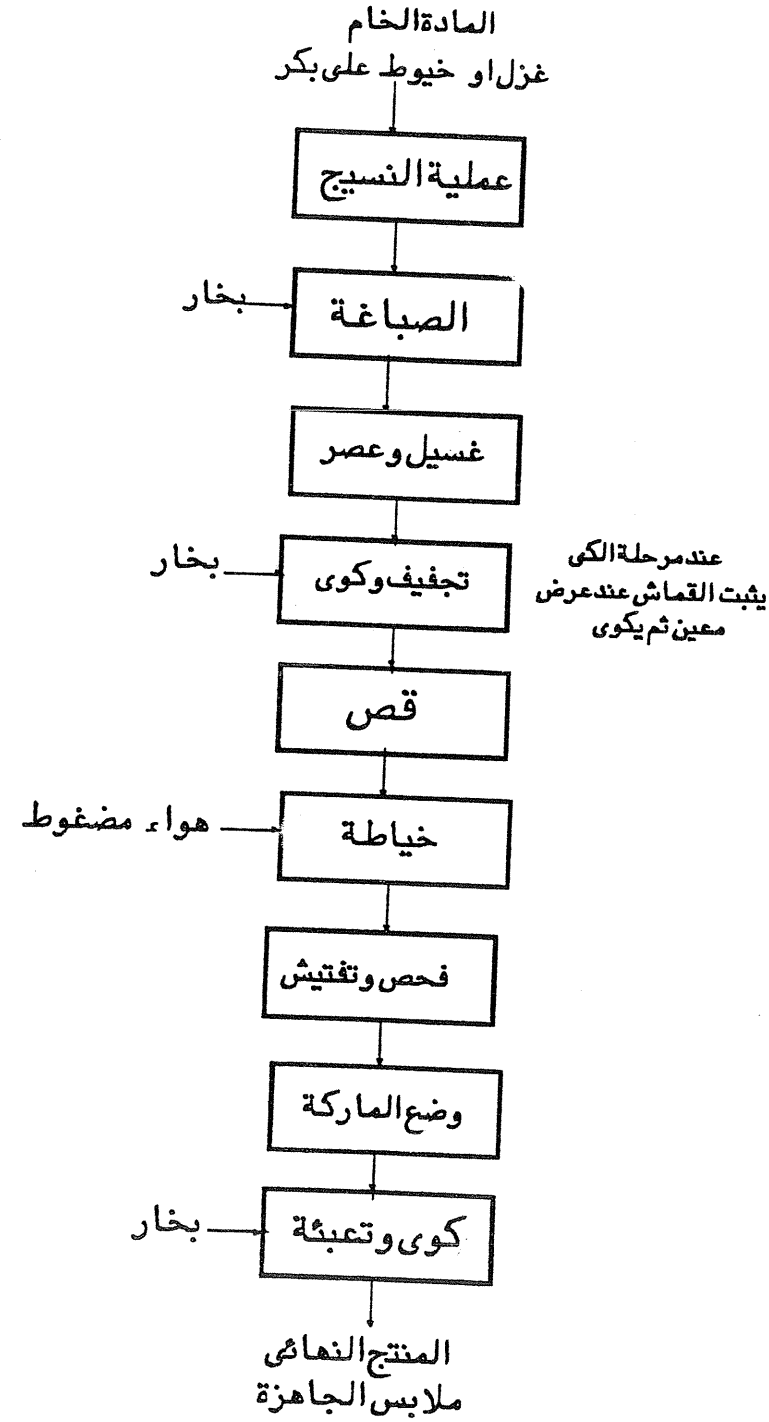 المادة الخام
غزل او خيوط على بكر
عملية النسيج
بخار
الصباغة
غسيل وعصر
بخار
تجفيف وكوى
عند مرحلة الكى
يثبت القماش عند عرض
معين ثم يكوى
قص
هواء مضغوط
خياطة
فحص وتفتيش
وضع الماركة
بخار
كوى وتعبئة
المنتج النهائى
ملابس الجاهزة